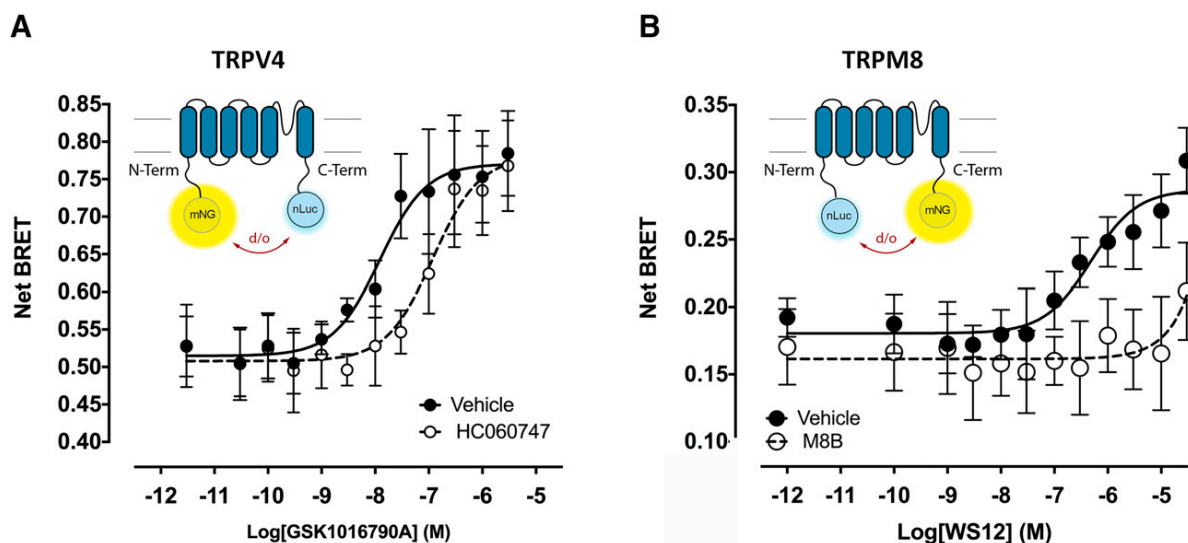 A
TRPV4
0.85
0.80
0.75
0.70
0.65
0.60
0.55
0.50
0.45
0.40
Net BRET
N-Term
C-Term
mNG
nLuc
d/o
Vehicle
HC060747
-12 -11 -10 -9 -8 -7 -6 -5
Log[GSK1016790A] (M)
B
TRPM8
0.35
0.30
0.25
0.20
0.15
0.10
Net BRET
N-Term
C-Term
nLuc
mNG
d/o
Vehicle
M8B
-12 -11 -10 -9 -8 -7 -6 -5
Log[WS12] (M)